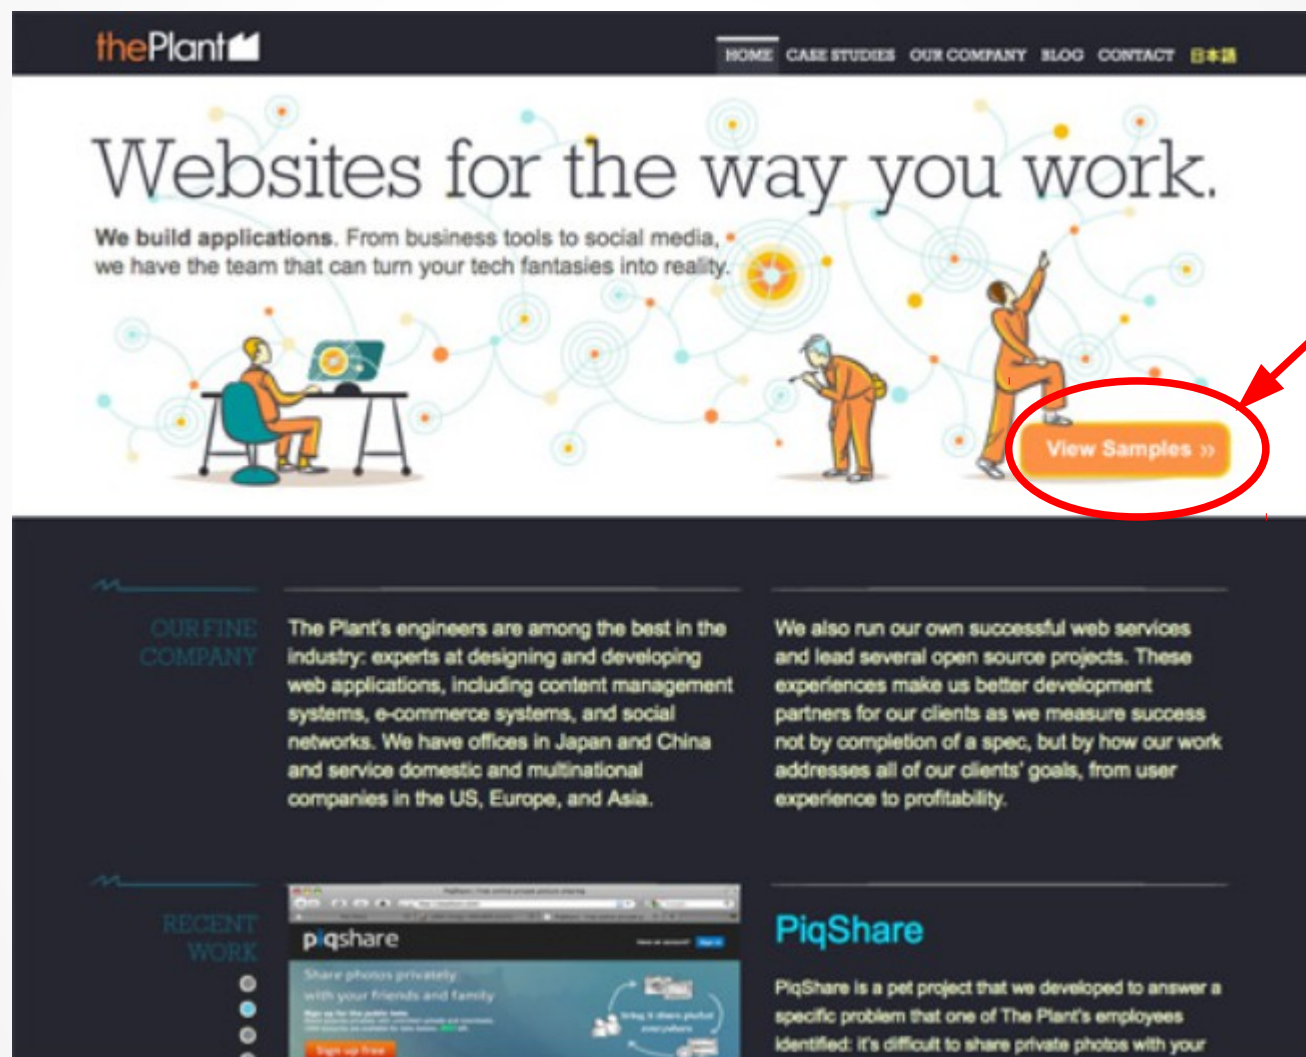 thePlant
HOME CASE STUDIES OUR COMPANY BLOG CONTACT 日本語
Websites for the way you work.
We build applications. From business tools to social media,
we have the team that can turn your tech fantasies into reality.
View Samples »
OUR FINE
COMPANY
The Plant's engineers are among the best in the
industry: experts at designing and developing
web applications, including content management
systems, e-commerce systems, and social
networks. We have offices in Japan and China
and service domestic and multinational
companies in the US, Europe, and Asia.
We also run our own successful web services
and lead several open source projects. These
experiences make us better development
partners for our clients as we measure success
not by completion of a spec, but by how our work
addresses all of our clients' goals, from user
experience to profitability.
RECENT
WORK
piqshare
Share photos privately
with your friends and family
Sign up free
PiqShare
PiqShare is a pet project that we developed to answer a
specific problem that one of The Plant's employees
identified: it's difficult to share private photos with your